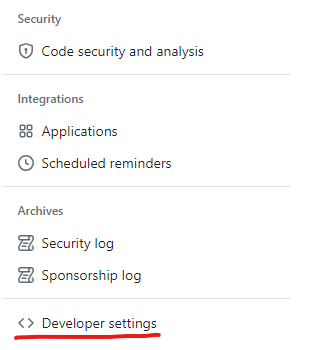 Security
Code security and analysis
Integrations
Applications
Scheduled reminders
Archives
Security log
Sponsorship log
Developer settings